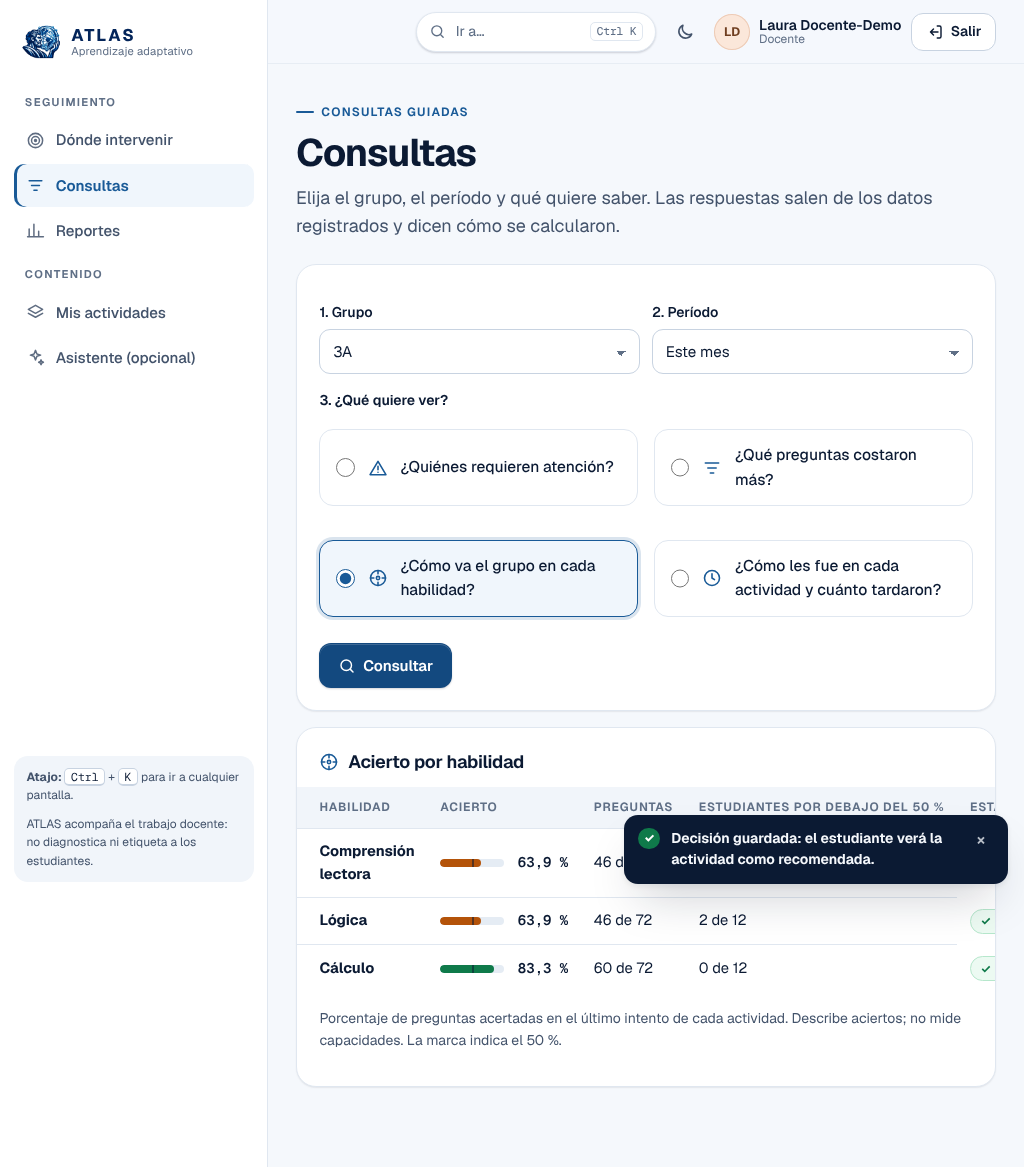 ATLAS
Aprendizaje adaptativo
Ir a...
Ctrl K
LD
Laura Docente-Demo
Docente
Salir
SEGUIMIENTO
Dónde intervenir
Consultas
Reportes
CONTENIDO
Mis actividades
Asistente (opcional)
Atajo: Ctrl + K para ir a cualquier
pantalla.
ATLAS acompaña el trabajo docente:
no diagnostica ni etiqueta a los
estudiantes.
CONSULTAS GUIADAS
Consultas
Elija el grupo, el período y qué quiere saber. Las respuestas salen de los datos
registrados y dicen cómo se calcularon.
1. Grupo
2. Período
3A
Este mes
3. ¿Qué quiere ver?
¿Quiénes requieren atención?
¿Qué preguntas costaron
más?
¿Cómo va el grupo en cada
habilidad?
¿Cómo les fue en cada
actividad y cuánto tardaron?
Consultar
Acierto por habilidad
HABILIDAD ACIERTO PREGUNTAS ESTUDIANTES POR DEBAJO DEL 50 %
Comprensión
lectora
63,9 % 46
Decisión guardada: el estudiante verá la
actividad como recomendada.
×
Lógica 63,9 % 46 de 72 2 de 12
Cálculo 83,3 % 60 de 72 0 de 12
Porcentaje de preguntas acertadas en el último intento de cada actividad. Describe aciertos; no mide
capacidades. La marca indica el 50 %.